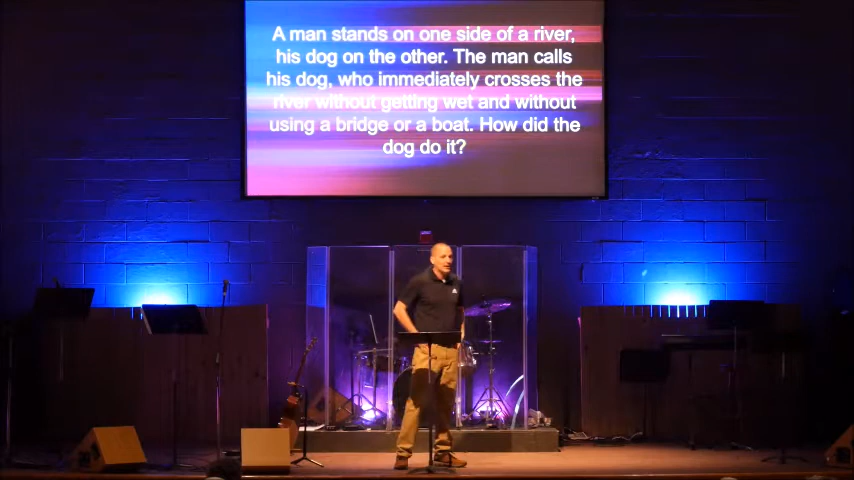 A man stands on one side of a river,
his dog on the other. The man calls
his dog, who immediately crosses the
river without getting wet and without
using a bridge or a boat. How did the
dog do it?